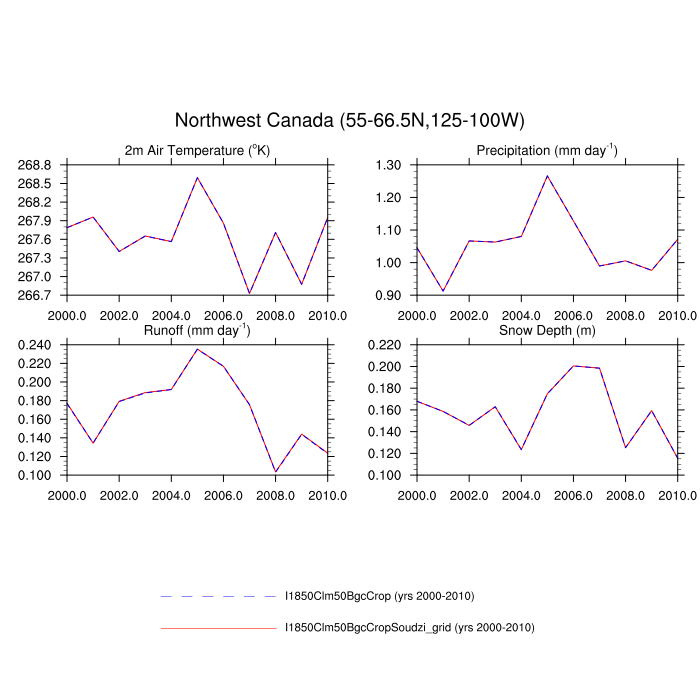 Northwest Canada (55-66.5N,125-100W)
2m Air Temperature (°K)
268.8
268.5
268.2
267.9
267.6
267.3
267.0
266.7
2000.0 2002.0 2004.0 2006.0 2008.0 2010.0
Precipitation (mm day⁻¹)
1.30
1.20
1.10
1.00
0.90
2000.0 2002.0 2004.0 2006.0 2008.0 2010.0
Runoff (mm day⁻¹)
0.240
0.220
0.200
0.180
0.160
0.140
0.120
0.100
2000.0 2002.0 2004.0 2006.0 2008.0 2010.0
Snow Depth (m)
0.220
0.200
0.180
0.160
0.140
0.120
0.100
2000.0 2002.0 2004.0 2006.0 2008.0 2010.0
I1850Clm50BgcCrop (yrs 2000-2010)
I1850Clm50BgcCropSoudzi_grid (yrs 2000-2010)